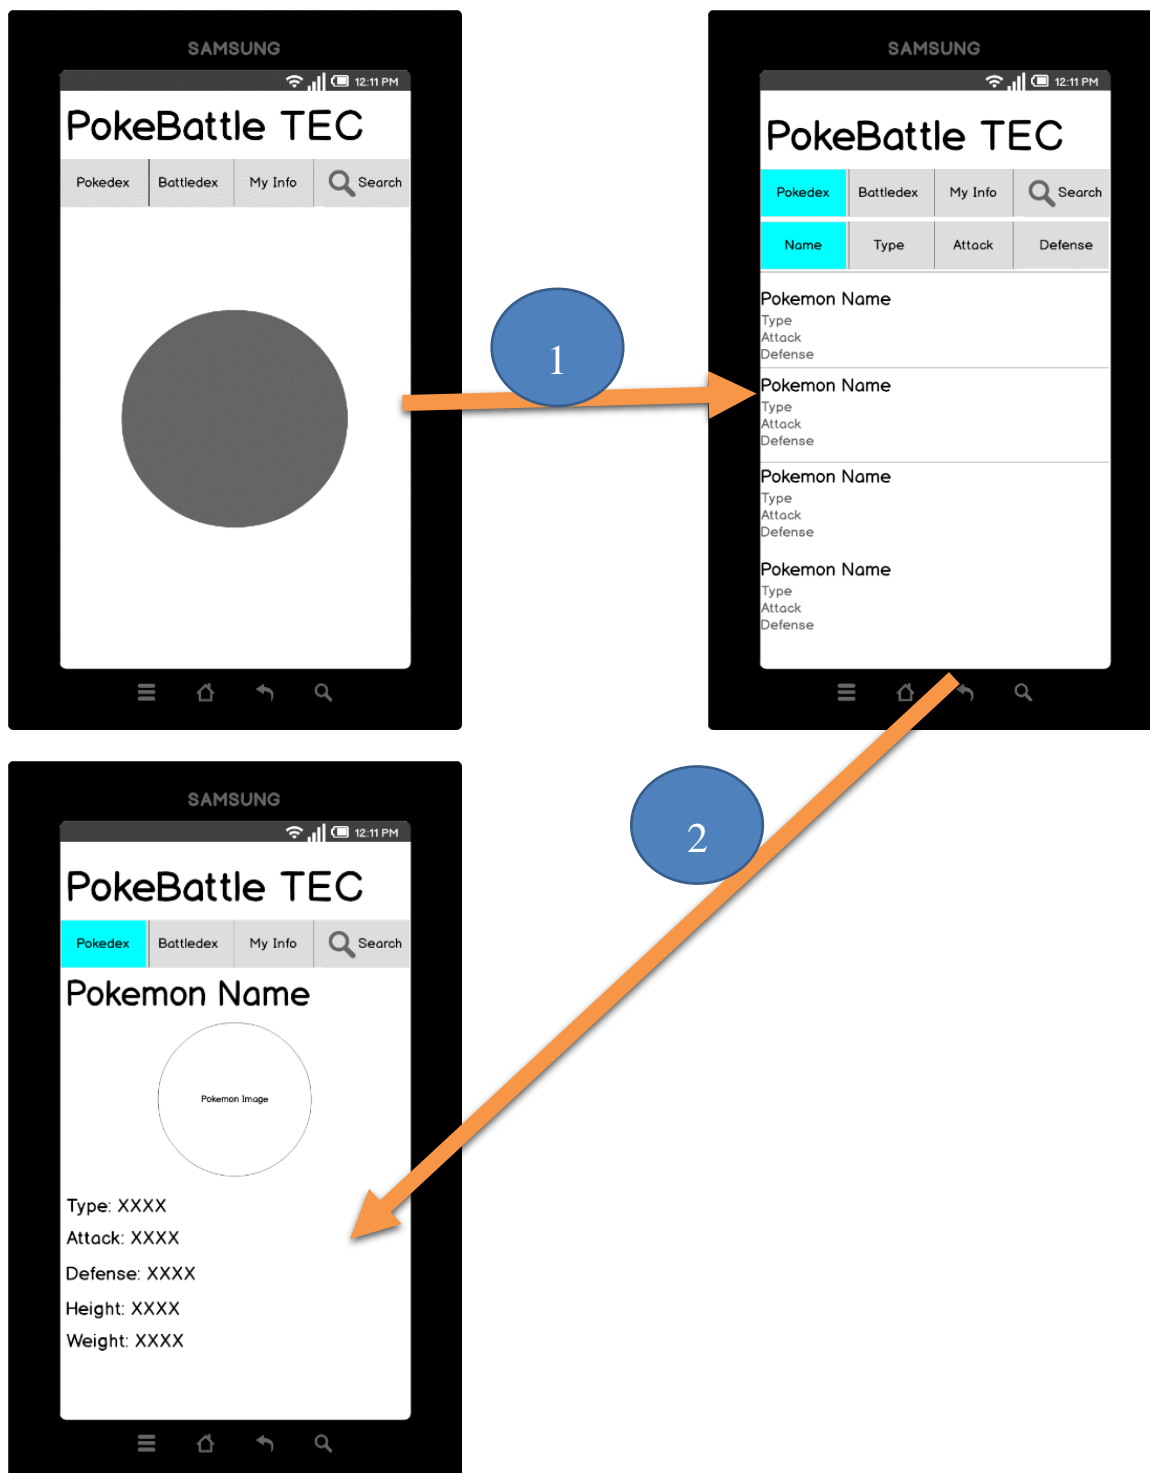 SAMSUNG
12:11 PM
PokeBattle TEC
Pokedex Battledex My Info Search
1
SAMSUNG
12:11 PM
PokeBattle TEC
Pokedex Battledex My Info Search
Name Type Attack Defense
Pokemon Name
Type
Attack
Defense
Pokemon Name
Type
Attack
Defense
Pokemon Name
Type
Attack
Defense
Pokemon Name
Type
Attack
Defense
2
SAMSUNG
12:11 PM
PokeBattle TEC
Pokedex Battledex My Info Search
Pokemon Name
Pokemon Image
Type: XXXX
Attack: XXXX
Defense: XXXX
Height: XXXX
Weight: XXXX